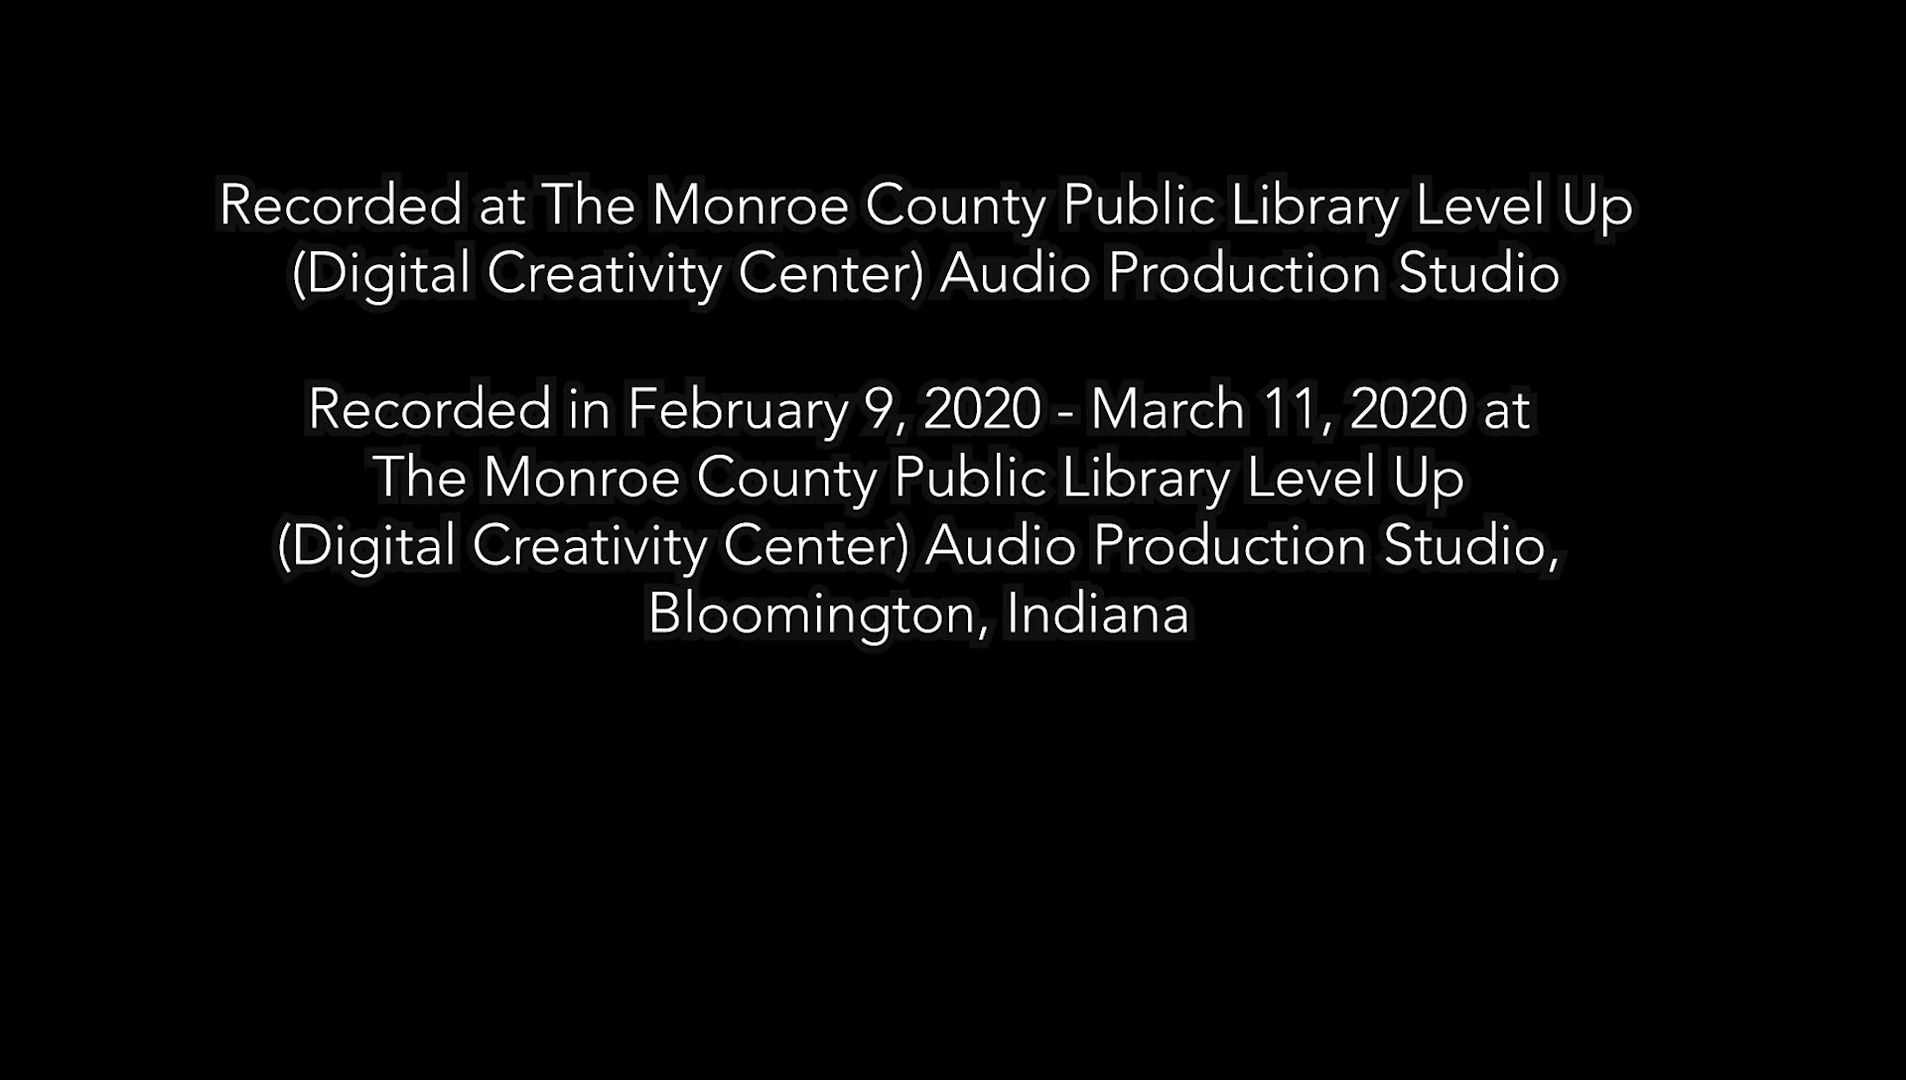 Recorded at The Monroe County Public Library Level Up
(Digital Creativity Center) Audio Production Studio
Recorded in February 9, 2020 - March 11, 2020 at
The Monroe County Public Library Level Up
(Digital Creativity Center) Audio Production Studio,
Bloomington, Indiana